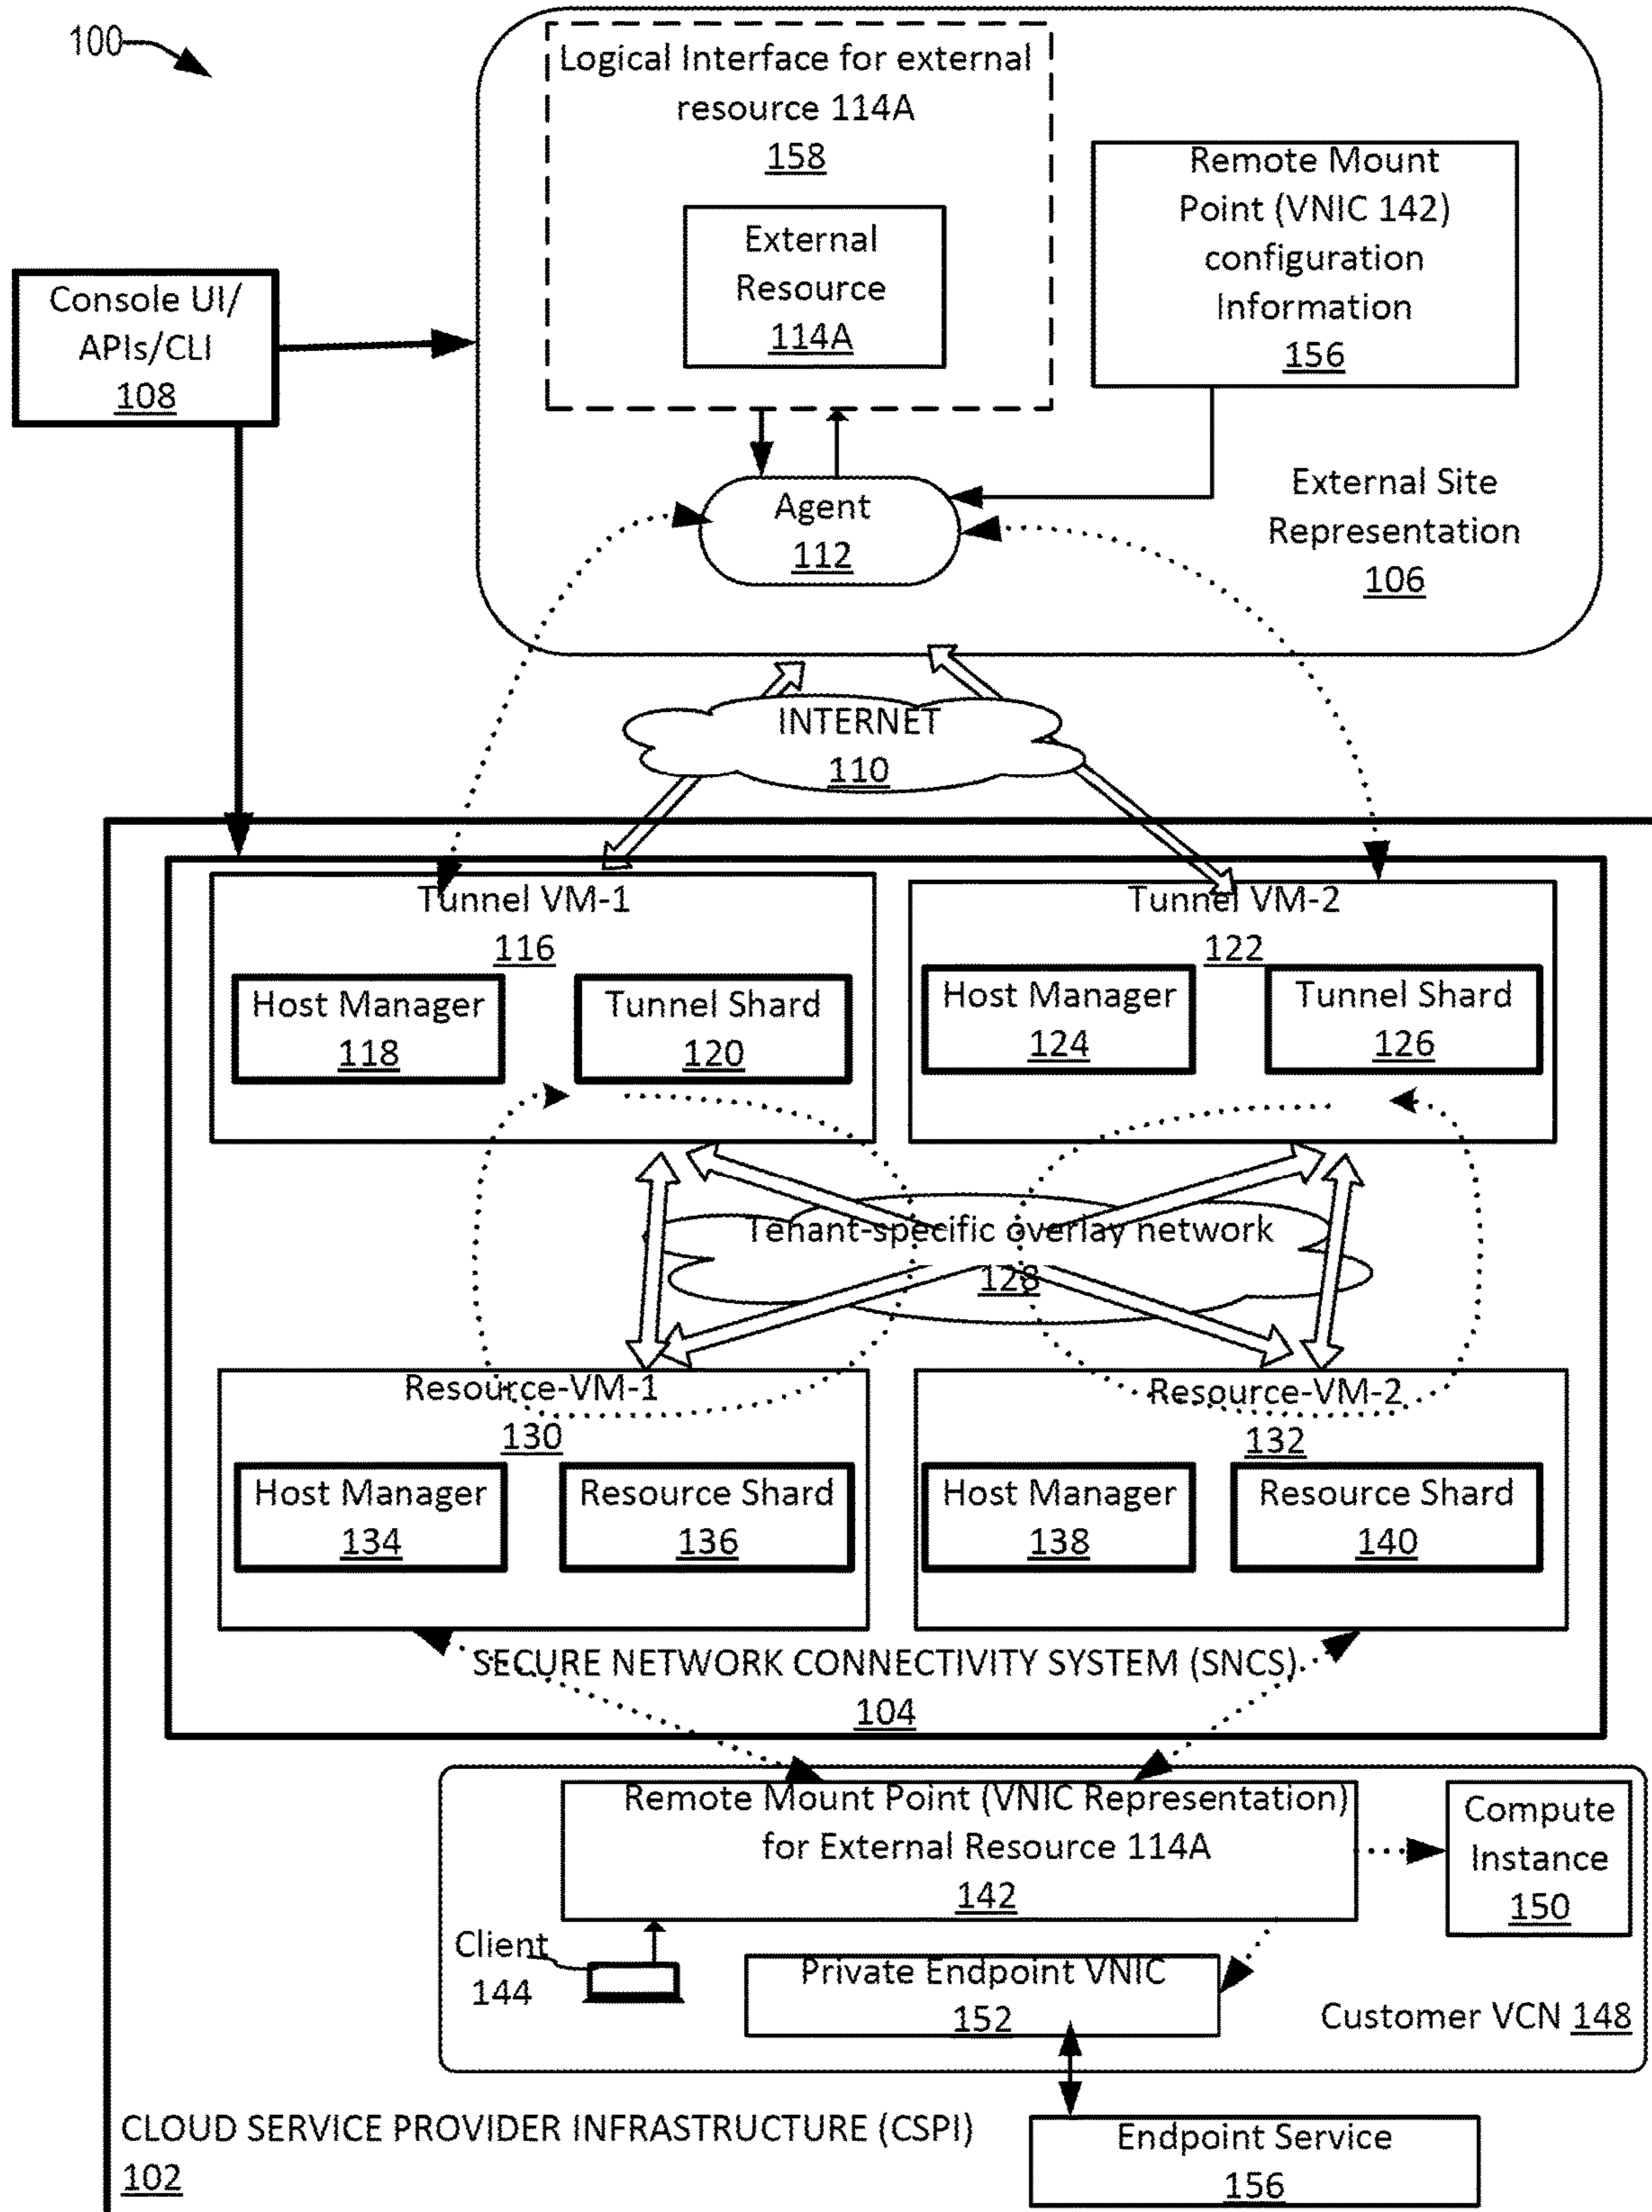 100
Logical Interface for external
resource 114A
158
External
Resource
114A
Remote Mount
Point (VNIC 142)
configuration
Information
156
Console UI/
APIs/CLI
108
Agent
112
External Site
Representation
106
INTERNET
110
Tunnel VM-1
116
Host Manager
118
Tunnel Shard
120
Tunnel VM-2
122
Host Manager
124
Tunnel Shard
126
Tenant-specific overlay network
128
Resource-VM-1
130
Host Manager
134
Resource Shard
136
Resource-VM-2
132
Host Manager
138
Resource Shard
140
SECURE NETWORK CONNECTIVITY SYSTEM (SNCS)
104
Remote Mount Point (VNIC Representation)
for External Resource 114A
142
Compute
Instance
150
Client
144
Private Endpoint VNIC
152
Customer VCN 148
CLOUD SERVICE PROVIDER INFRASTRUCTURE (CSPI)
102
Endpoint Service
156